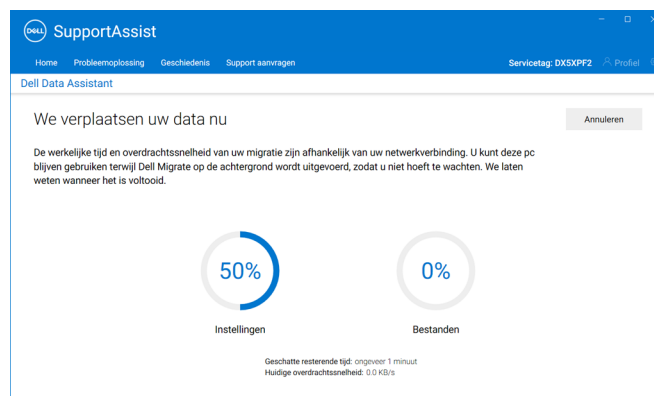 DELL SupportAssist
Home Probleemoplossing Geschiedenis Support aanvragen Servicetag: DX5XPF2 Profiel
Dell Data Assistant
We verplaatsen uw data nu Annuleren
De werkelijke tijd en overdrachtssnelheid van uw migratie zijn afhankelijk van uw netwerkverbinding. U kunt deze pc
blijven gebruiken terwijl Dell Migrate op de achtergrond wordt uitgevoerd, zodat u niet hoeft te wachten. We laten
weten wanneer het is voltooid.
50% 0%
Instellingen Bestanden
Geschatte resterende tijd: ongeveer 1 minuut
Huidige overdrachtssnelheid: 0.0 KB/s